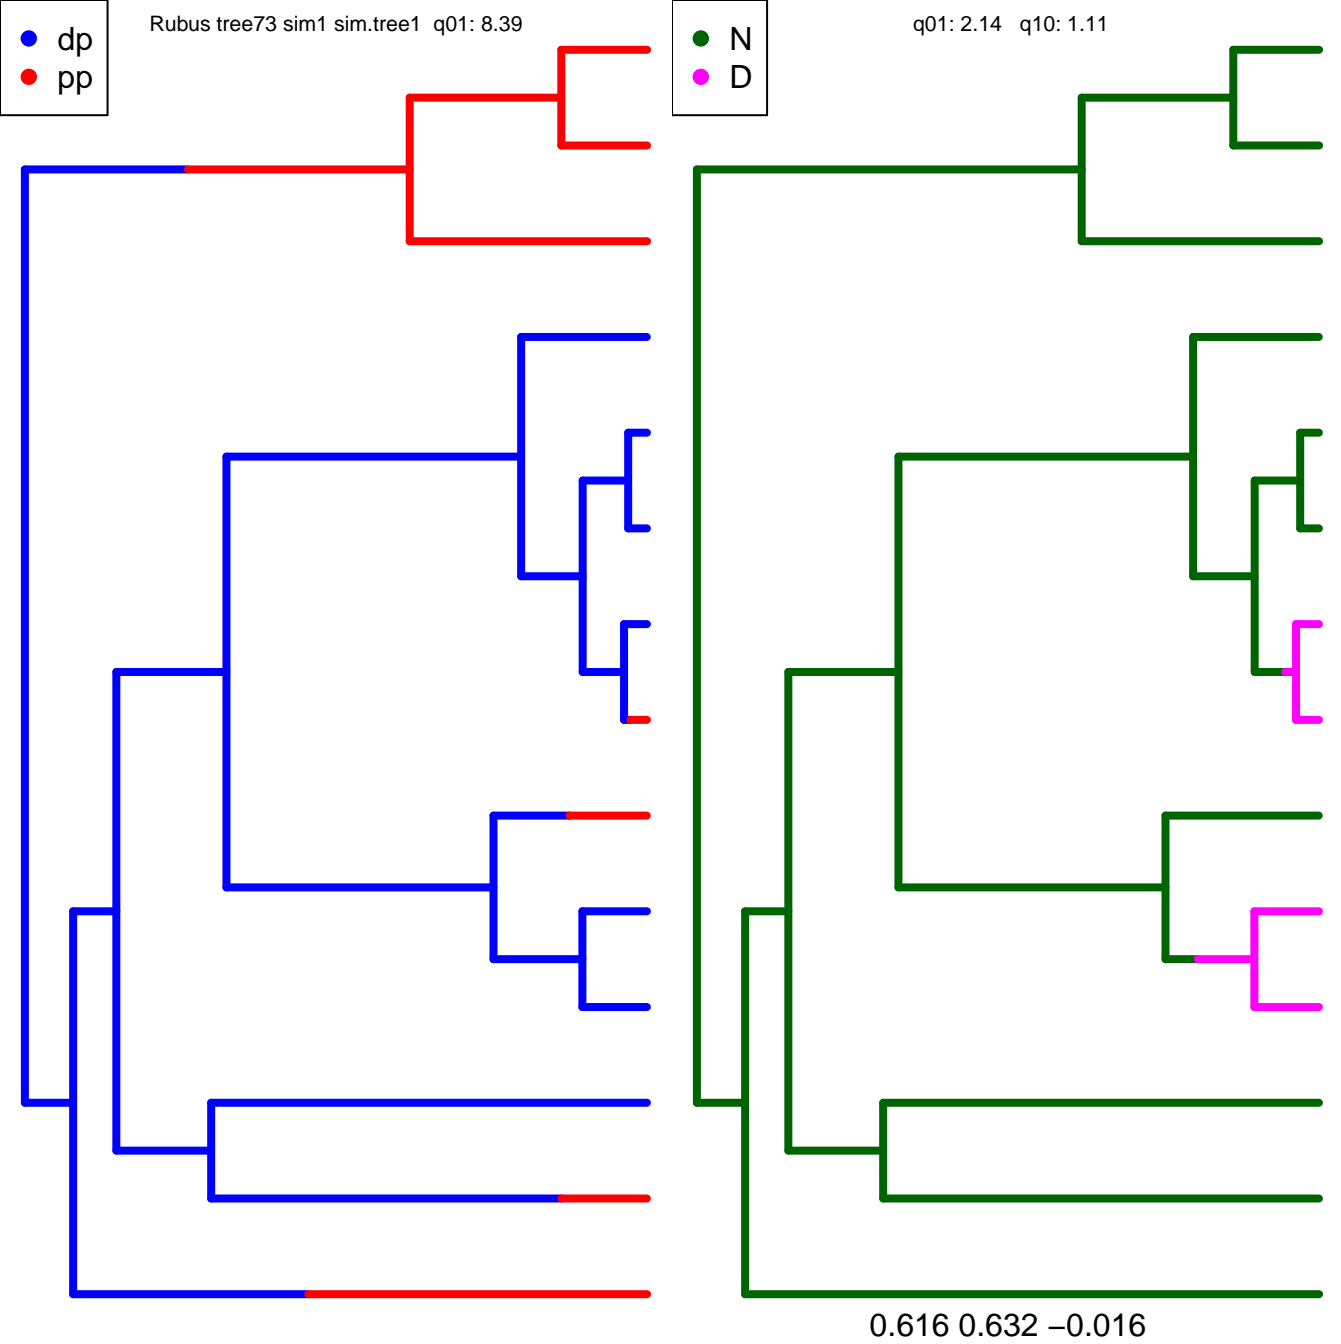 dp
pp
Rubus tree73 sim1 sim.tree1  q01: 8.39
N
D
q01: 2.14   q10: 1.11
0.616 0.632 −0.016